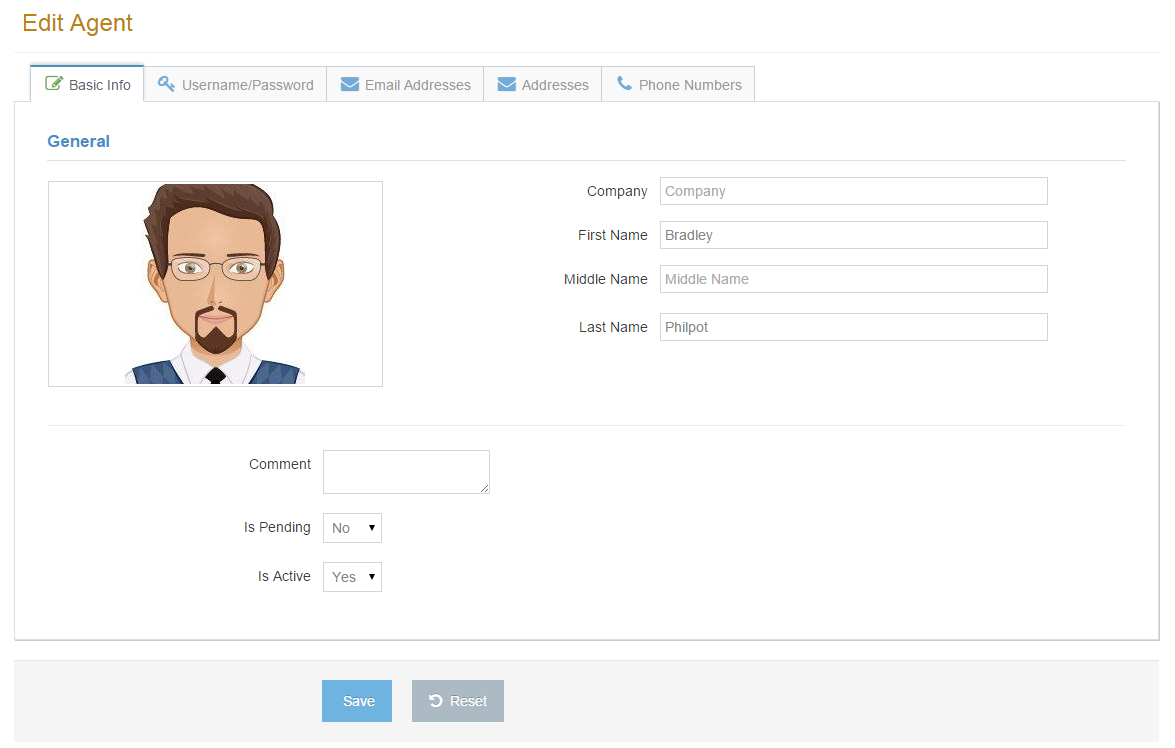 Edit Agent
Basic Info Username/Password Email Addresses Addresses Phone Numbers
General
Company Company
First Name Bradley
Middle Name Middle Name
Last Name Philpot
Comment
Is Pending No
Is Active Yes
Save Reset